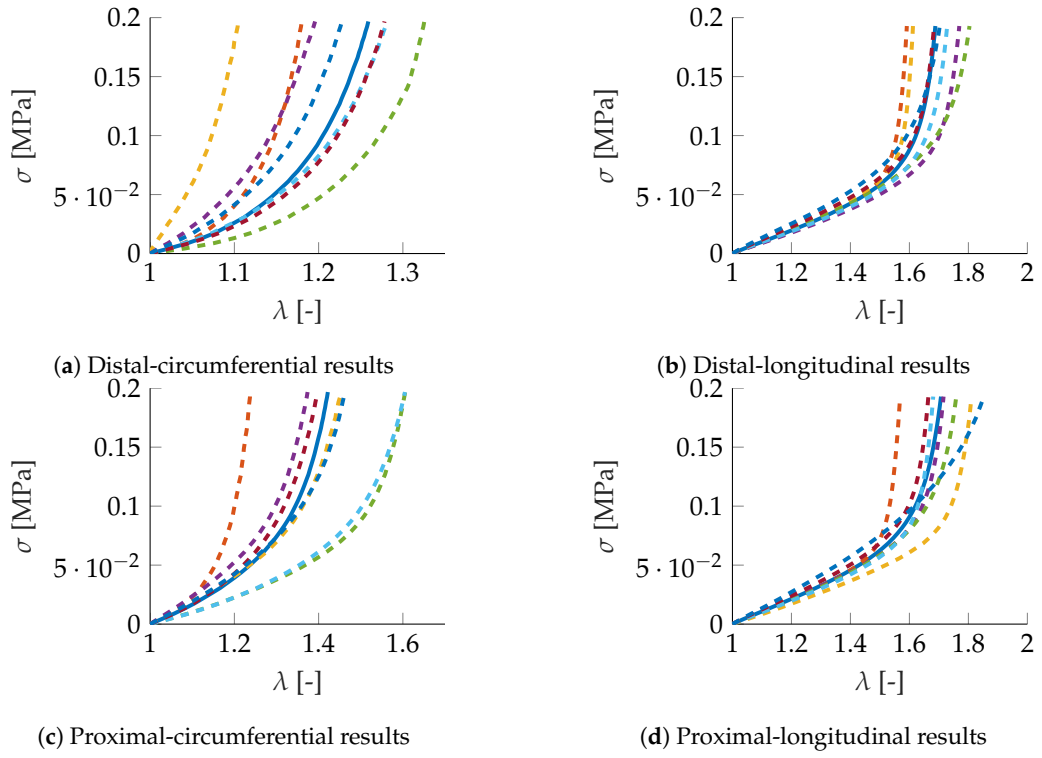 0.2
0.15
0.1
5 · 10⁻²
0
σ [MPa]
1 1.1 1.2 1.3
λ [-]
(a) Distal-circumferential results
0.2
0.15
0.1
5 · 10⁻²
0
σ [MPa]
1 1.2 1.4 1.6 1.8 2
λ [-]
(b) Distal-longitudinal results
0.2
0.15
0.1
5 · 10⁻²
0
σ [MPa]
1 1.2 1.4 1.6
λ [-]
(c) Proximal-circumferential results
0.2
0.15
0.1
5 · 10⁻²
0
σ [MPa]
1 1.2 1.4 1.6 1.8 2
λ [-]
(d) Proximal-longitudinal results